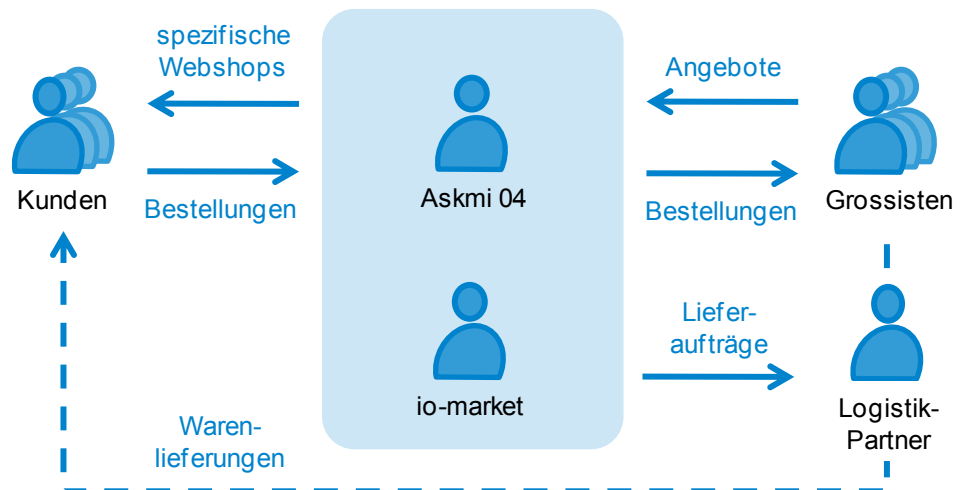 spezifische
Webshops
Angebote
Kunden
Askmi 04
Grossisten
Bestellungen
Bestellungen
Liefer-
aufträge
io-market
Logistik-
Partner
Waren-
lieferungen